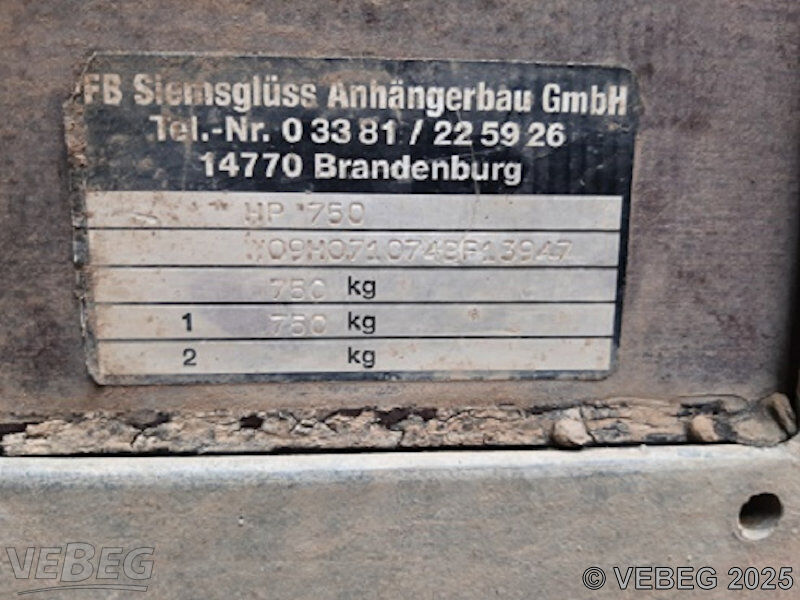 FB Siemsglüss Anhängerbau GmbH
Tel.-Nr. 0 33 81 / 22 59 26
14770 Brandenburg
HP 750
750 kg
1 750 kg
2 kg
VEBEG
© VEBEG 2025